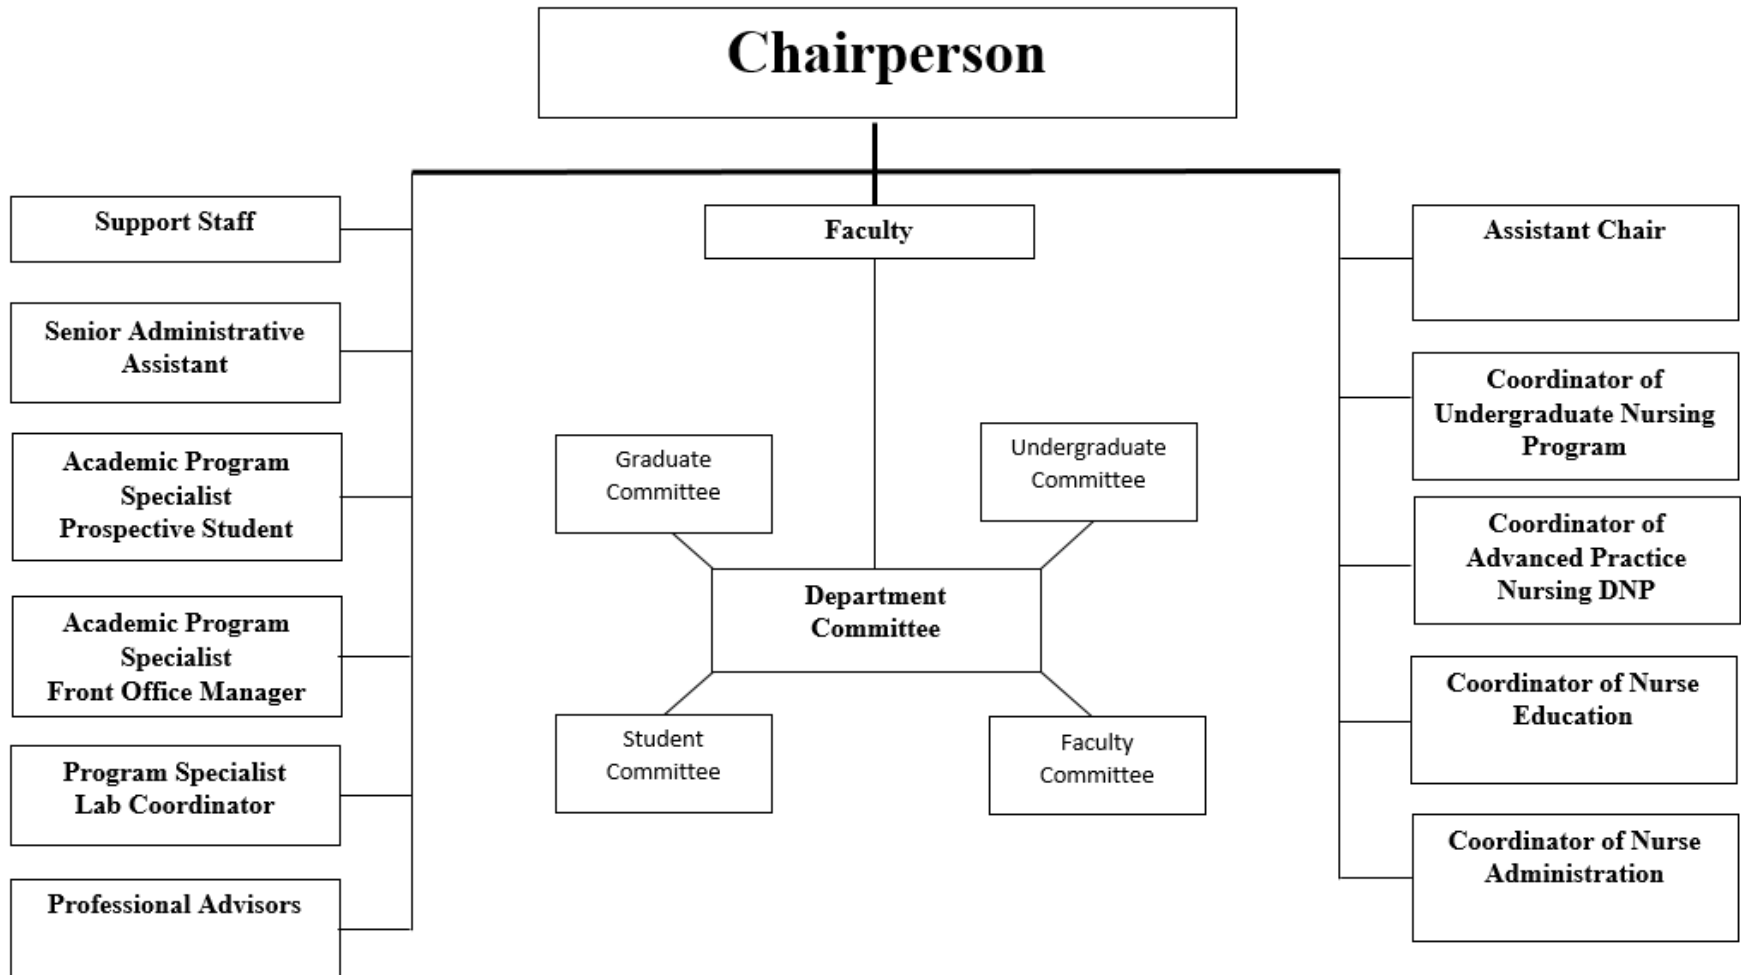 Chairperson
Support Staff
Senior Administrative
Assistant
Academic Program
Specialist
Prospective Student
Academic Program
Specialist
Front Office Manager
Program Specialist
Lab Coordinator
Professional Advisors
Faculty
Graduate
Committee
Undergraduate
Committee
Department
Committee
Student
Committee
Faculty
Committee
Assistant Chair
Coordinator of
Undergraduate Nursing
Program
Coordinator of
Advanced Practice
Nursing DNP
Coordinator of Nurse
Education
Coordinator of Nurse
Administration